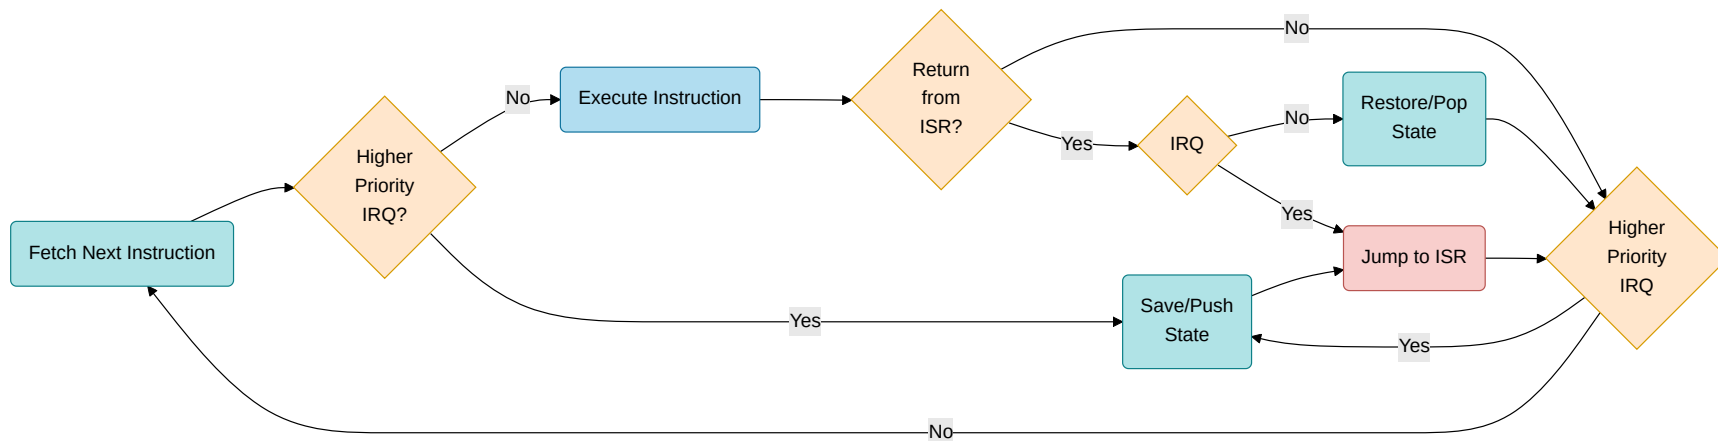 Fetch Next Instruction
Higher
Priority
IRQ?
No
Yes
Execute Instruction
Return
from
ISR?
No
Yes
IRQ
No
Yes
Restore/Pop
State
Jump to ISR
Save/Push
State
Higher
Priority
IRQ
Yes
No